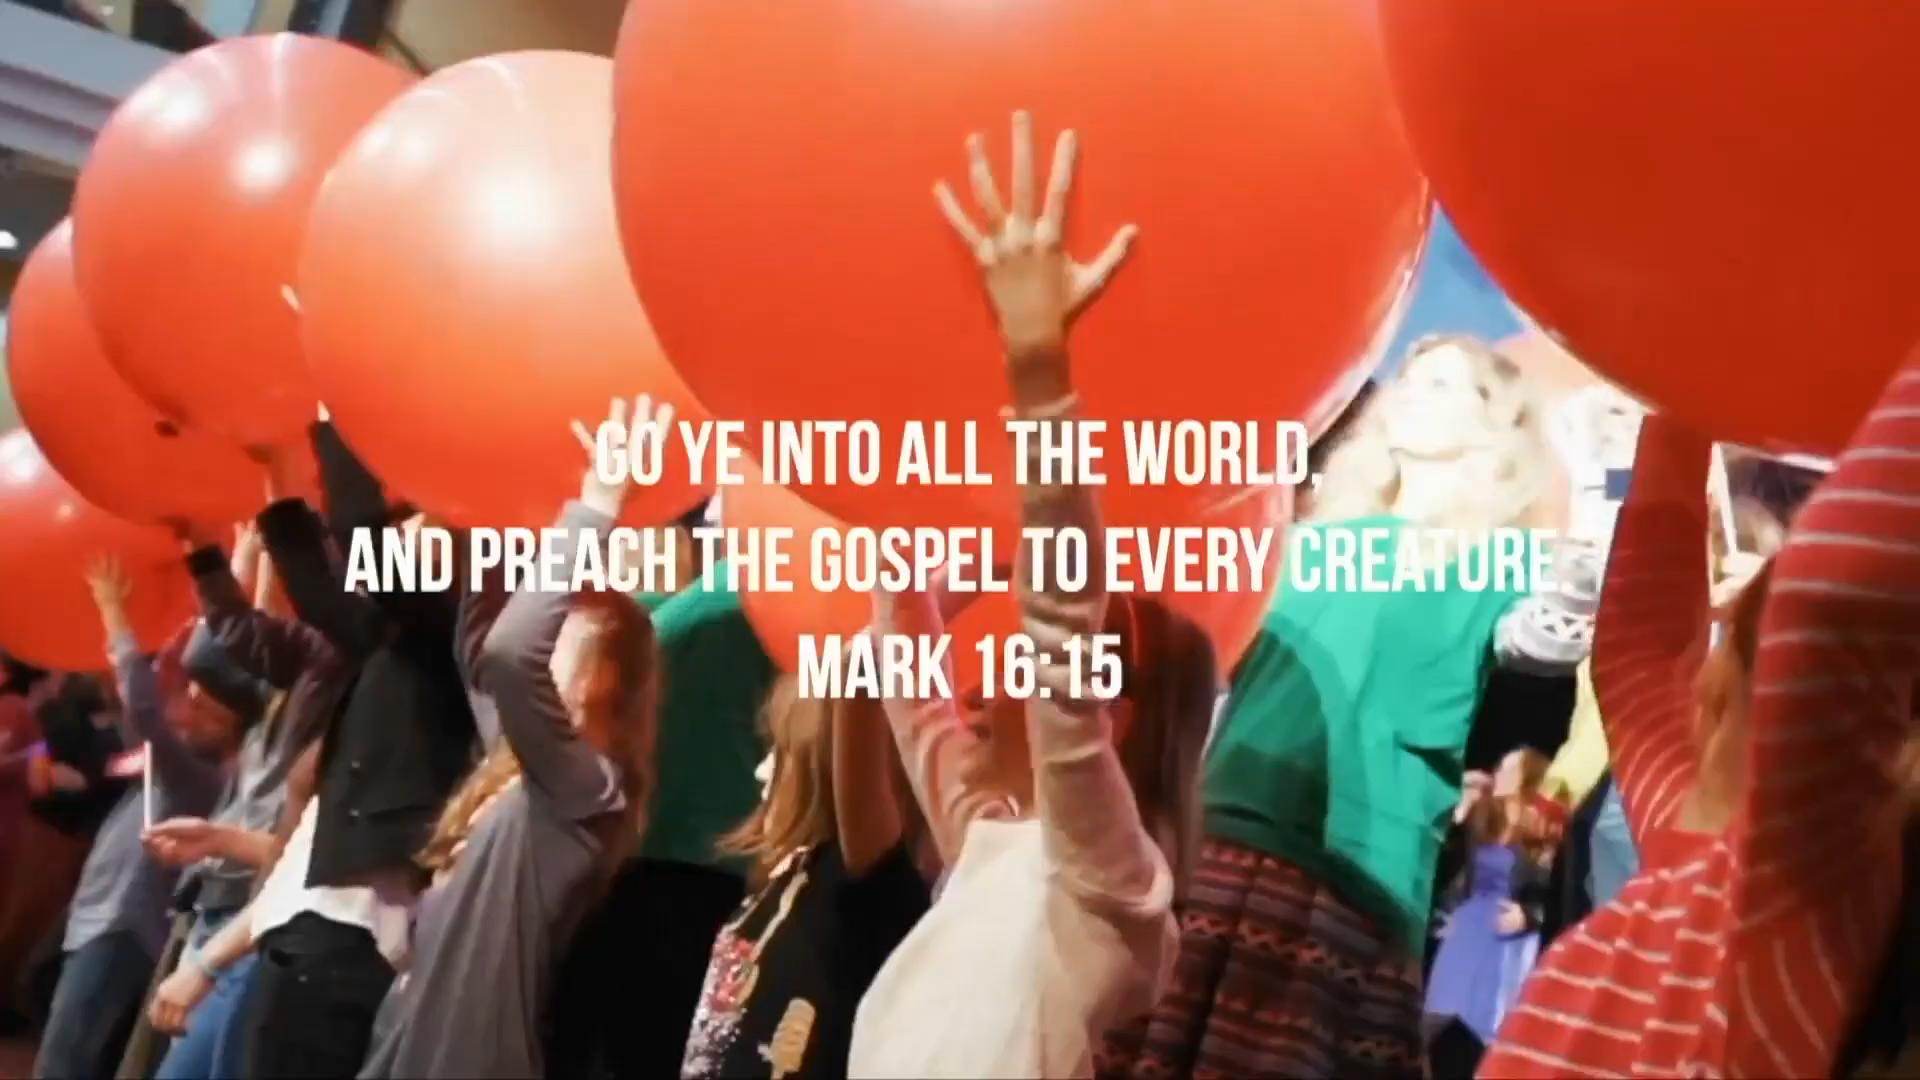 GO YE INTO ALL THE WORLD,
AND PREACH THE GOSPEL TO EVERY CREATURE.
MARK 16:15